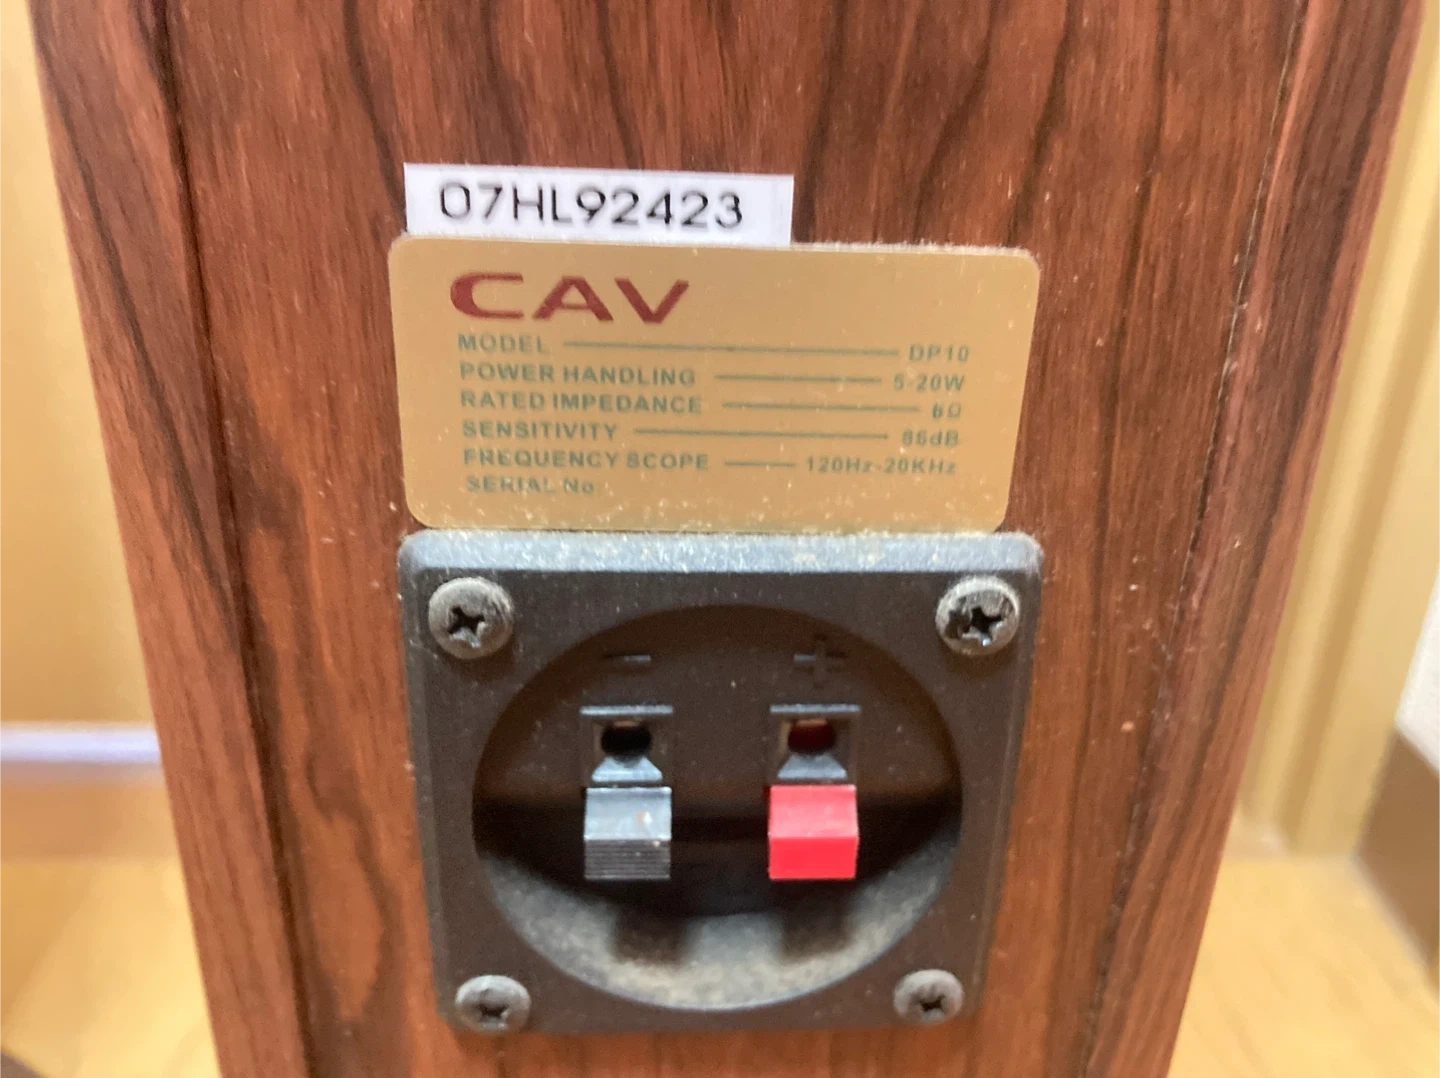 07HL92423
CAV
MODEL DP10
POWER HANDLING 5-20W
RATED IMPEDANCE 6Ω
SENSITIVITY 86dB
FREQUENCY SCOPE 120Hz-20KHz
SERIAL No
- +